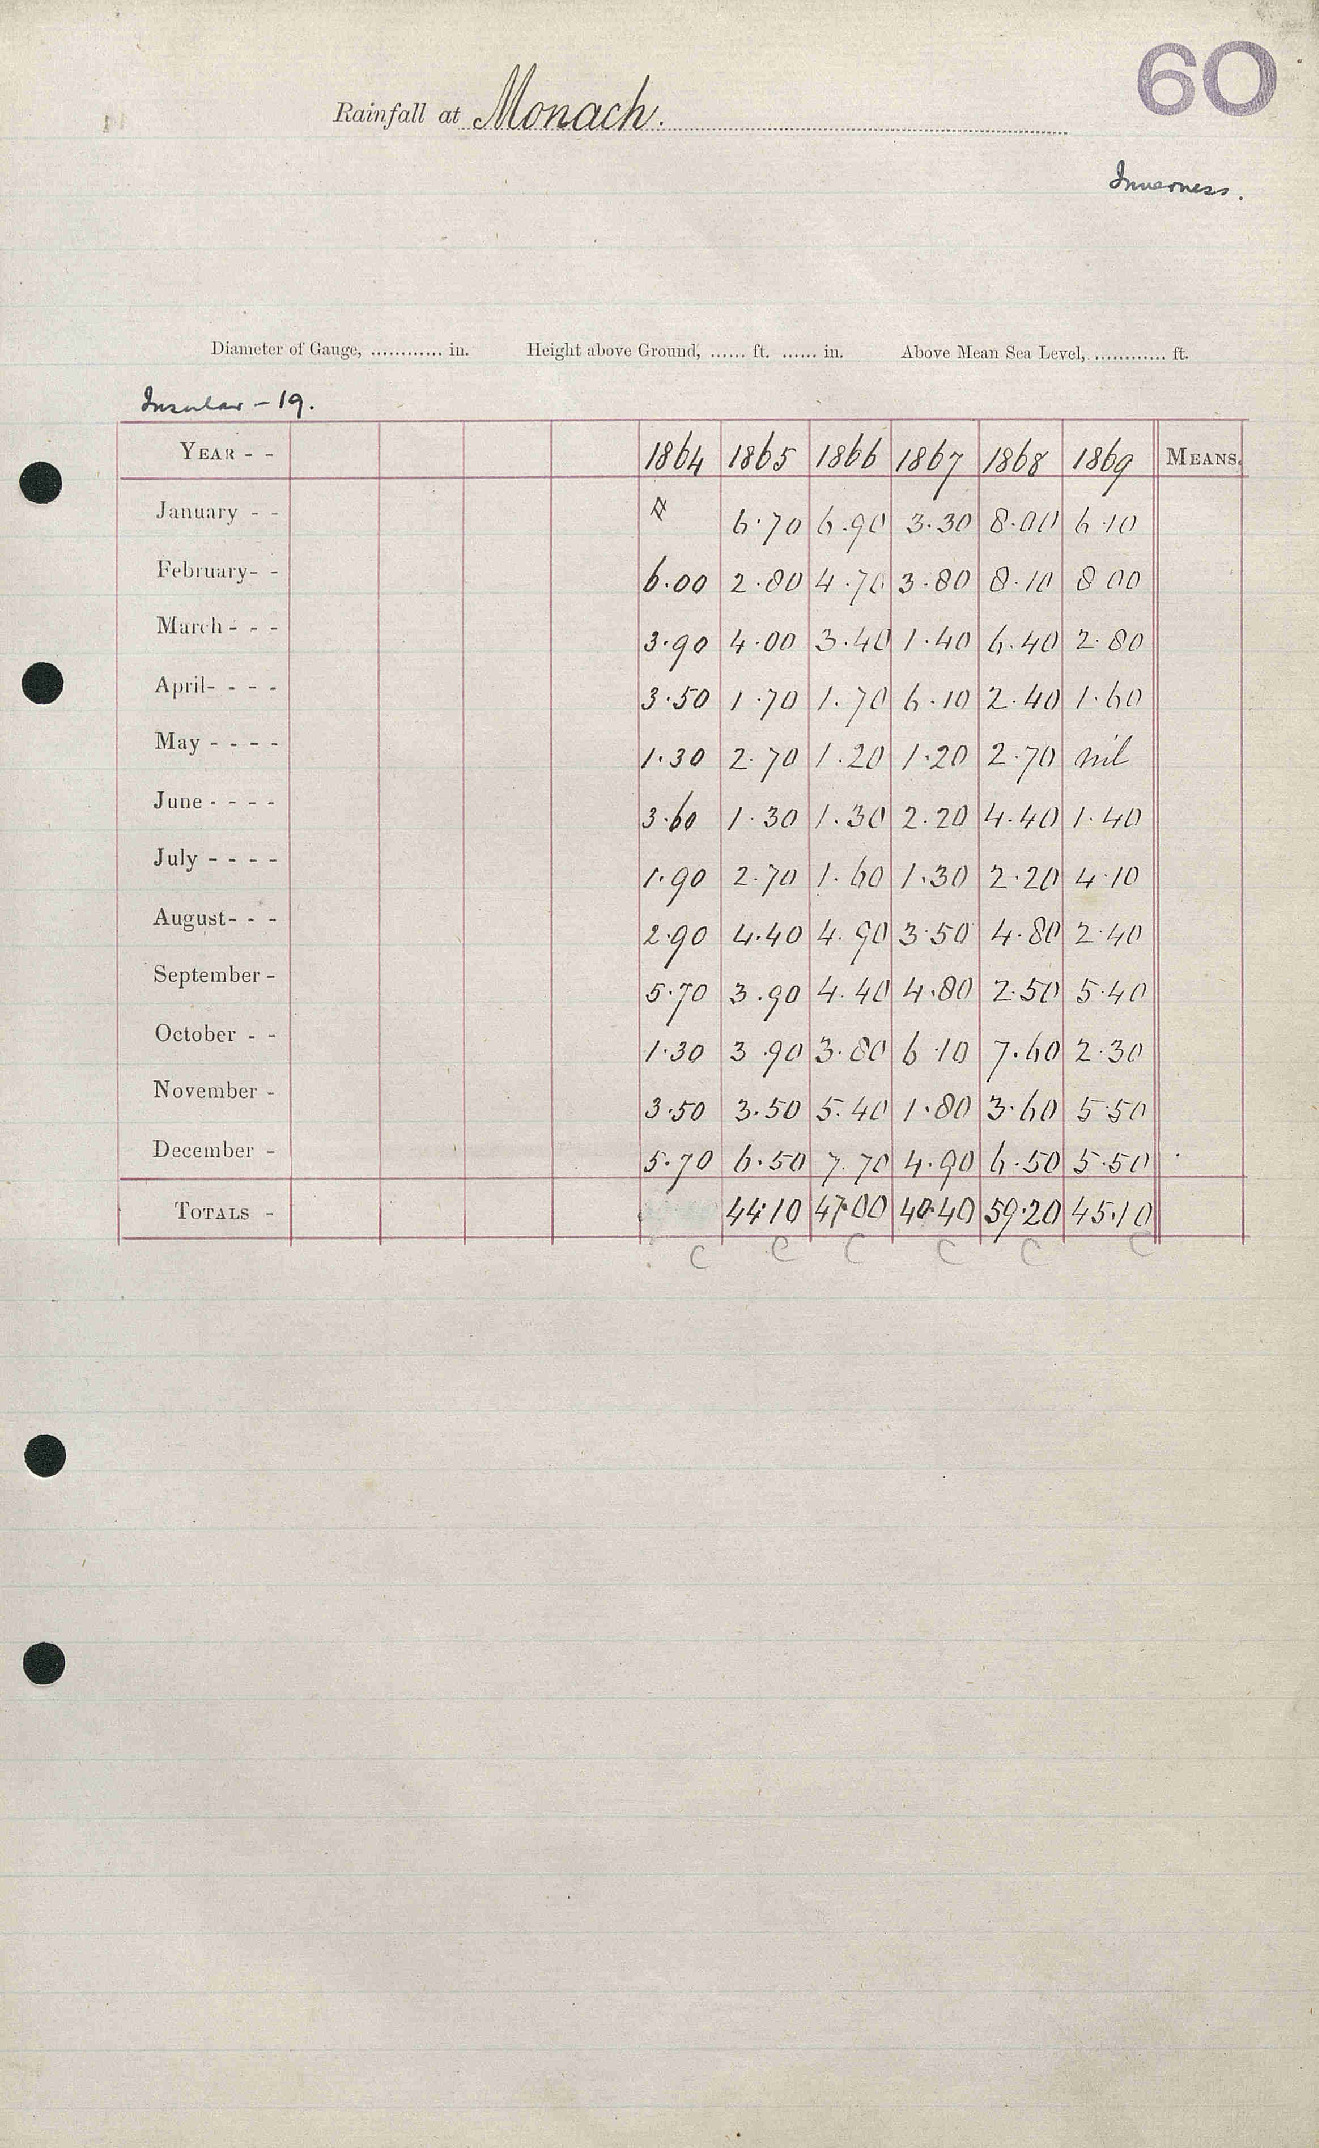 60
Rainfall at Monach.
Inverness.
Diameter of Gauge, ............ in. Height above Ground, ...... ft. ...... in. Above Mean Sea Level, ............ ft.
Insular - 19.
YEAR - - 1864 1865 1866 1867 1868 1869 MEANS.
January - - 6.70 6.90 3.30 8.00 6.10
February - - 6.00 2.80 4.70 3.80 8.10 8.00
March - - - 3.90 4.00 3.40 1.40 6.40 2.80
April - - - - 3.50 1.70 1.70 6.10 2.40 1.60
May - - - - 1.30 2.70 1.20 1.20 2.70 nil
June - - - - 3.60 1.30 1.30 2.20 4.40 1.40
July - - - - 1.90 2.70 1.60 1.30 2.20 4.10
August - - - 2.90 4.40 4.90 3.50 4.80 2.40
September - 5.70 3.90 4.40 4.80 2.50 5.40
October - - 1.30 3.90 3.80 6.10 7.60 2.30
November - 3.50 3.50 5.40 1.80 3.60 5.50
December - 5.70 6.50 7.70 4.90 6.50 5.50
TOTALS - 44.10 47.00 40.40 59.20 45.10
C C C C C C